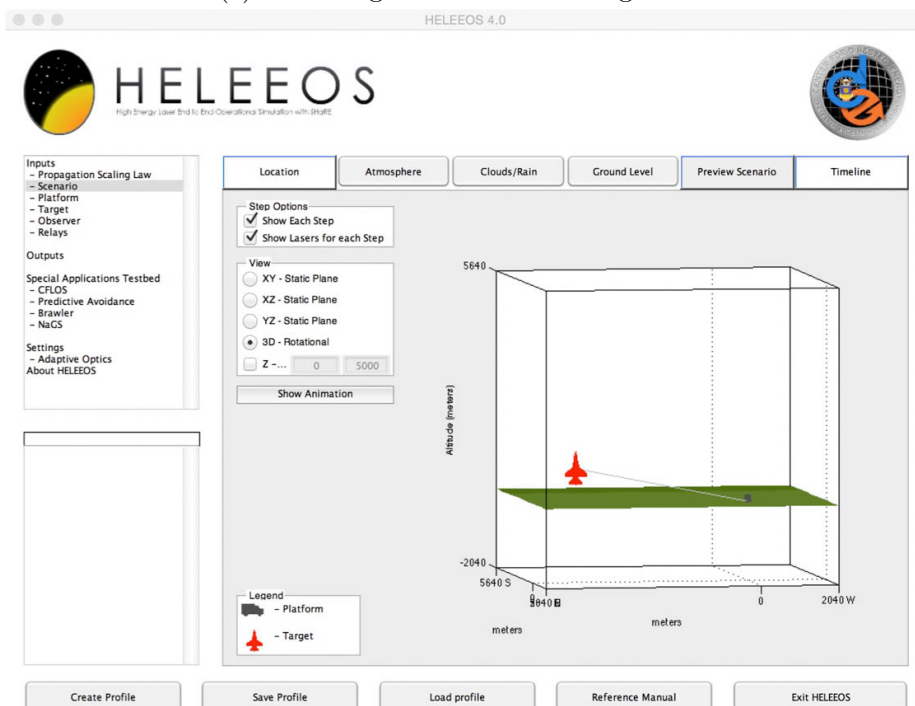 HELEEOS 4.0
HELEEOS
High Energy Laser End to End Operational Simulation with SHaRE
Inputs
– Propagation Scaling Law
– Scenario
– Platform
– Target
– Observer
– Relays
Outputs
Special Applications Testbed
– CFLOS
– Predictive Avoidance
– Brawler
– NaGS
Settings
– Adaptive Optics
About HELEEOS
Location Atmosphere Clouds/Rain Ground Level Preview Scenario Timeline
Step Options
Show Each Step
Show Lasers for each Step
View
XY - Static Plane
XZ - Static Plane
YZ - Static Plane
3D - Rotational
Z -... 0 5000
Show Animation
5640
Altitude (meters)
-2040
5640 S
0
2040 W
meters
meters
Legend
- Platform
- Target
Create Profile Save Profile Load profile Reference Manual Exit HELEEOS